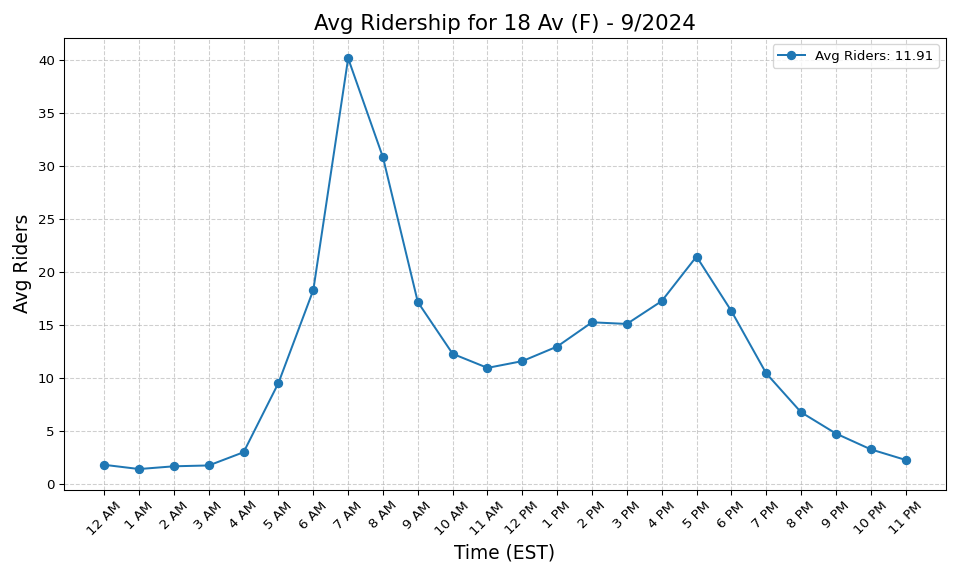 Avg Ridership for 18 Av (F) - 9/2024
Avg Riders: 11.91
Avg Riders
40
35
30
25
20
15
10
5
0
12 AM
1 AM
2 AM
3 AM
4 AM
5 AM
6 AM
7 AM
8 AM
9 AM
10 AM
11 AM
12 PM
1 PM
2 PM
3 PM
4 PM
5 PM
6 PM
7 PM
8 PM
9 PM
10 PM
11 PM
Time (EST)